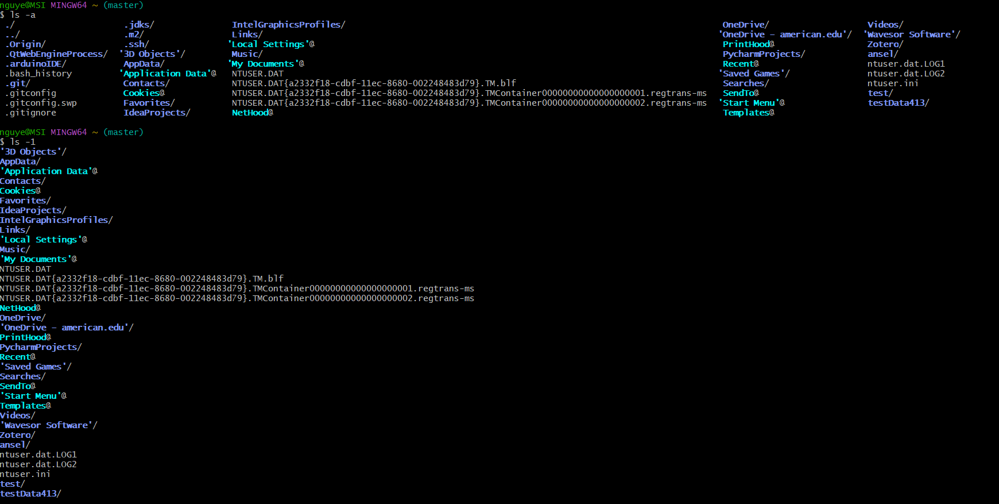 nguye@MSI MINGW64 ~ (master)
$ ls -a
./ .jdks/ IntelGraphicsProfiles/ OneDrive/ Videos/
../ .m2/ Links/ 'OneDrive - american.edu'/ 'Wavesor Software'/
.Origin/ .ssh/ 'Local Settings'@ PrintHood@ Zotero/
.QtWebEngineProcess/ '3D Objects'/ Music/ PycharmProjects/ ansel/
.arduinoIDE/ AppData/ 'My Documents'@ Recent@ ntuser.dat.LOG1
.bash_history 'Application Data'@ NTUSER.DAT 'Saved Games'/ ntuser.dat.LOG2
.git/ Contacts/ NTUSER.DAT{a2332f18-cdbf-11ec-8680-002248483d79}.TM.blf Searches/ ntuser.ini
.gitconfig Cookies@ NTUSER.DAT{a2332f18-cdbf-11ec-8680-002248483d79}.TMContainer00000000000000000001.regtrans-ms SendTo@ test/
.gitconfig.swp Favorites/ NTUSER.DAT{a2332f18-cdbf-11ec-8680-002248483d79}.TMContainer00000000000000000002.regtrans-ms 'Start Menu'@ testData413/
.gitignore IdeaProjects/ NetHood@ Templates@
nguye@MSI MINGW64 ~ (master)
$ ls -1
'3D Objects'/
AppData/
'Application Data'@
Contacts/
Cookies@
Favorites/
IdeaProjects/
IntelGraphicsProfiles/
Links/
'Local Settings'@
Music/
'My Documents'@
NTUSER.DAT
NTUSER.DAT{a2332f18-cdbf-11ec-8680-002248483d79}.TM.blf
NTUSER.DAT{a2332f18-cdbf-11ec-8680-002248483d79}.TMContainer00000000000000000001.regtrans-ms
NTUSER.DAT{a2332f18-cdbf-11ec-8680-002248483d79}.TMContainer00000000000000000002.regtrans-ms
NetHood@
OneDrive/
'OneDrive - american.edu'/
PrintHood@
PycharmProjects/
Recent@
'Saved Games'/
Searches/
SendTo@
'Start Menu'@
Templates@
Videos/
'Wavesor Software'/
Zotero/
ansel/
ntuser.dat.LOG1
ntuser.dat.LOG2
ntuser.ini
test/
testData413/